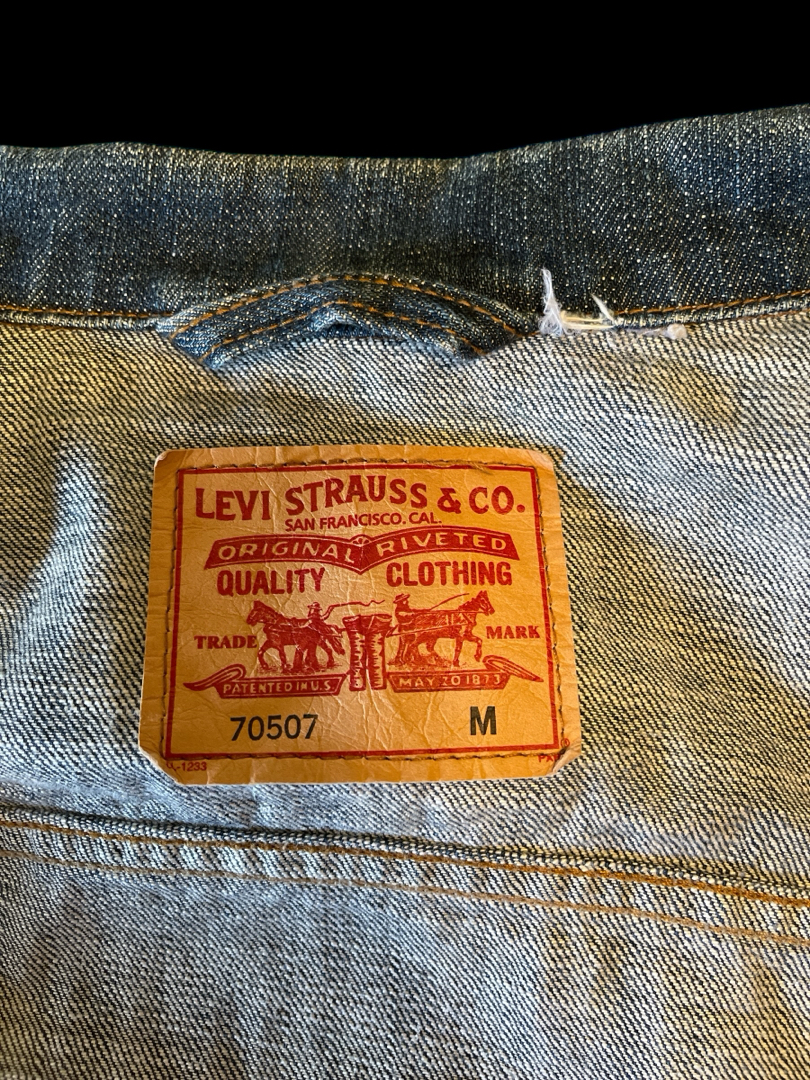 LEVI STRAUSS & CO.
SAN FRANCISCO. CAL.
ORIGINAL RIVETED
QUALITY CLOTHING
TRADE MARK
PATENTED IN U.S. MAY 20 1873
70507 M